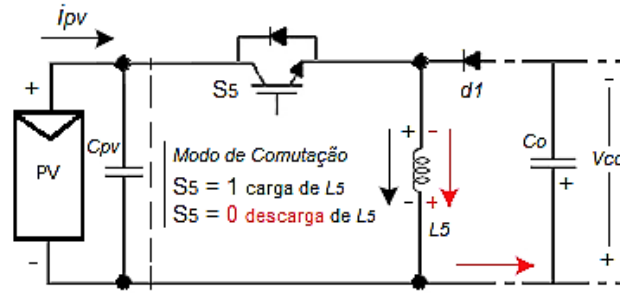 ipv
S5
d1
+
PV
-
Cpv
Modo de Comutação
S5 = 1 carga de L5
S5 = 0 descarga de L5
+ -
- +
L5
Co
+
-
Vcc
+